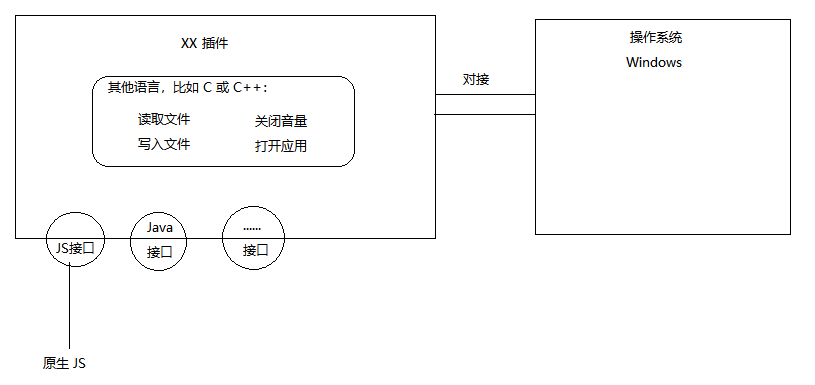 XX 插件
操作系统
Windows
对接
其他语言，比如 C 或 C++：
读取文件
关闭音量
写入文件
打开应用
JS接口
Java
接口
......
接口
原生 JS